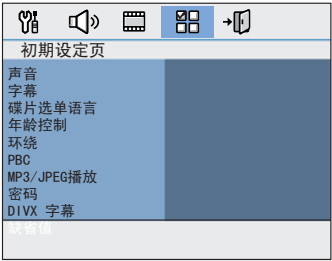 初期设定页
声音
字幕
碟片选单语言
年龄控制
环绕
PBC
MP3/JPEG播放
密码
DIVX 字幕
缺省值